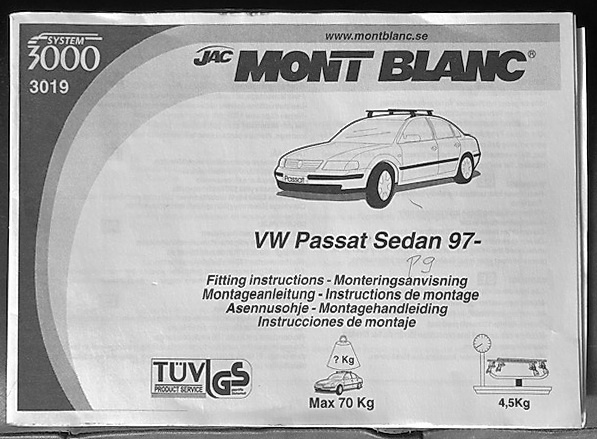 SYSTEM
3000
3019
www.montblanc.se
JAC MONT BLANC®
Passat
VW Passat Sedan 97-
P9
Fitting instructions - Monteringsanvisning
Montageanleitung - Instructions de montage
Asennusohje - Montagehandleiding
Instrucciones de montaje
TÜV
PRODUCT SERVICE
GS
? Kg
Max 70 Kg
4,5Kg